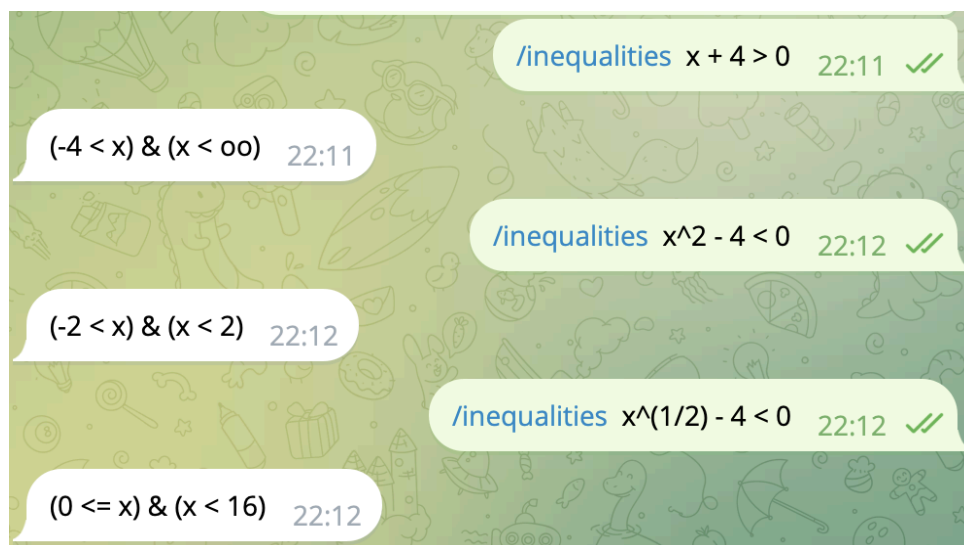 /inequalities x + 4 > 0 22:11
(-4 < x) & (x < oo) 22:11
/inequalities x^2 - 4 < 0 22:12
(-2 < x) & (x < 2) 22:12
/inequalities x^(1/2) - 4 < 0 22:12
(0 <= x) & (x < 16) 22:12